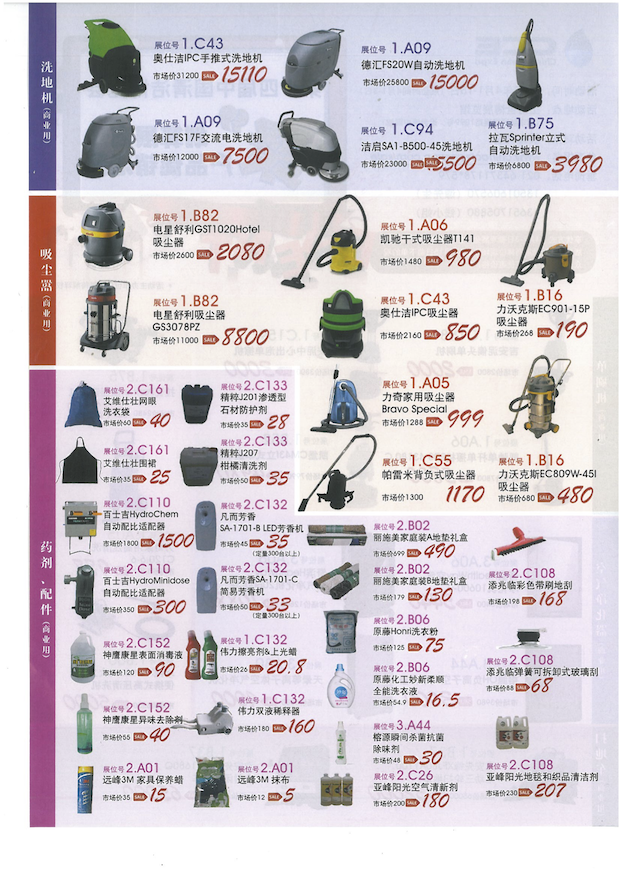 洗地机(商业用)
展位号 1.C43
奥仕洁IPC手推式洗地机
市场价31200 SALE 15110
展位号 1.A09
德汇FS20W自动洗地机
市场价25800 SALE 15000
展位号 1.A09
德汇FS17F交流电洗地机
市场价12000 SALE 7500
展位号 1.C94
洁启SA1-B500-45洗地机
市场价23000 SALE
展位号 1.B75
拉瓦Sprinter立式
自动洗地机
市场价6800 SALE 3980
吸尘器(商业用)
展位号 1.B82
电星舒利GST1020Hotel
吸尘器
市场价2600 SALE 2080
展位号 1.A06
凯驰干式吸尘器T141
市场价1480 SALE 980
展位号 1.B82
电星舒利吸尘器
GS3078PZ
市场价11000 SALE 8800
展位号 1.C43
奥仕洁IPC吸尘器
市场价2160 SALE 850
展位号 1.B16
力沃克斯EC901-15P
吸尘器
市场价268 SALE 190
展位号 1.A05
力奇家用吸尘器
Bravo Special
市场价1288 SALE 999
展位号 1.C55
帕雷米背负式吸尘器
市场价1300 1170
展位号 1.B16
力沃克斯EC809W-45l
吸尘器
市场价680 SALE 480
药剂、配件(商业用)
展位号 2.C161
艾维仕壮网眼
洗衣袋
市场价60 SALE 40
展位号 2.C133
精粹J201渗透型
石材防护剂
市场价35 SALE 28
展位号 2.C161
艾维仕壮围裙
市场价35 SALE 25
展位号 2.C133
精粹J207
柑橘清洗剂
市场价50 SALE 35
展位号 2.C110
百士吉HydroChem
自动配比适配器
市场价1800 SALE 1500
展位号 2.C132
凡而芳香
SA-1701-B LED芳香机
市场价45 SALE 35
(定量300台以上)
展位号 2.C110
百士吉HydroMinidose
自动配比适配器
市场价350 SALE 300
展位号 2.C132
凡而芳香SA-1701-C
简易芳香机
市场价50 SALE 33
(定量300台以上)
展位号 2.C152
神鹰康星表面消毒液
市场价120 SALE 90
展位号 1.C132
伟力擦亮剂&上光蜡
市场价26 SALE 20.8
展位号 2.C152
神鹰康星异味去除剂
市场价55 SALE 40
展位号 1.C132
伟力双液稀释器
市场价180 SALE 160
展位号 2.A01
远峰3M 家具保养蜡
市场价35 SALE 15
展位号 2.A01
远峰3M 抹布
市场价12 SALE 5
展位号 2.B02
丽施美家庭装A地垫礼盒
市场价699 SALE 490
展位号 2.B02
丽施美家庭装B地垫礼盒
市场价179 SALE 130
展位号 2.B06
原藤Honri洗衣粉
市场价125 SALE 75
展位号 2.B06
原藤化工妙新柔顺
全能洗衣液
市场价54.9 SALE 16.5
展位号 3.A44
榕源瞬间杀菌抗菌
除味剂
市场价48 SALE 30
展位号 2.C26
亚峰阳光空气清新剂
市场价200 SALE 180
展位号 2.C108
添兆临彩色带刷地刮
市场价198 SALE 168
展位号 2.C108
添兆临弹簧可拆卸式玻璃刮
市场价88 SALE 68
展位号 2.C108
亚峰阳光地毯和织品清洁剂
市场价230 SALE 207